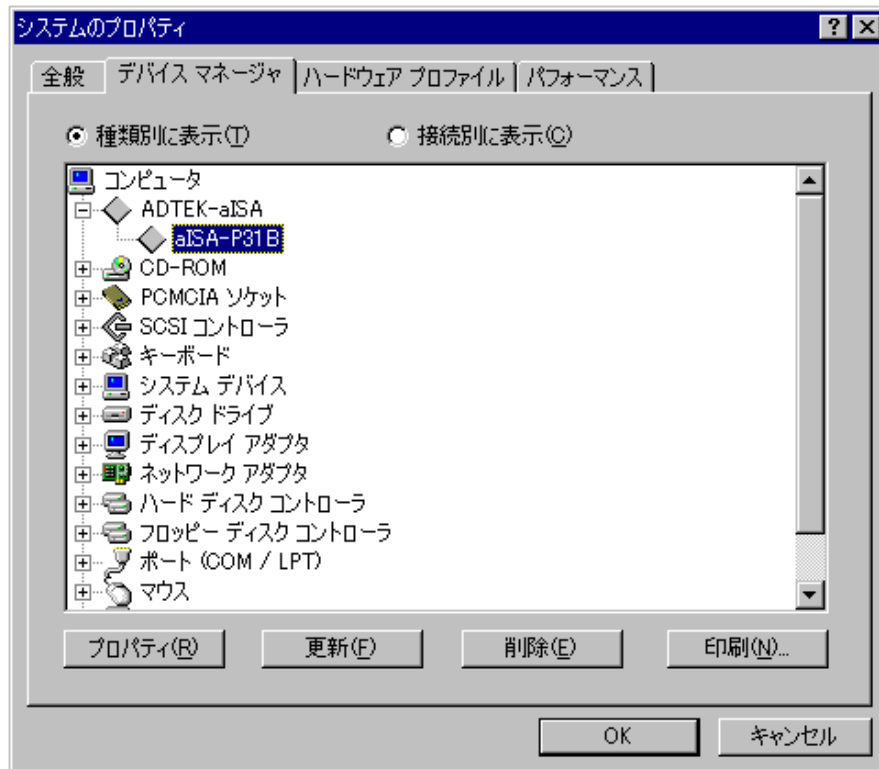 システムのプロパティ
全般 デバイス マネージャ ハードウェア プロファイル パフォーマンス
種類別に表示(T) 接続別に表示(C)
コンピュータ
ADTEK-aISA
aISA-P31B
CD-ROM
PCMCIA ソケット
SCSI コントローラ
キーボード
システム デバイス
ディスク ドライブ
ディスプレイ アダプタ
ネットワーク アダプタ
ハード ディスク コントローラ
フロッピー ディスク コントローラ
ポート (COM / LPT)
マウス
プロパティ(R) 更新(F) 削除(E) 印刷(N)...
OK キャンセル